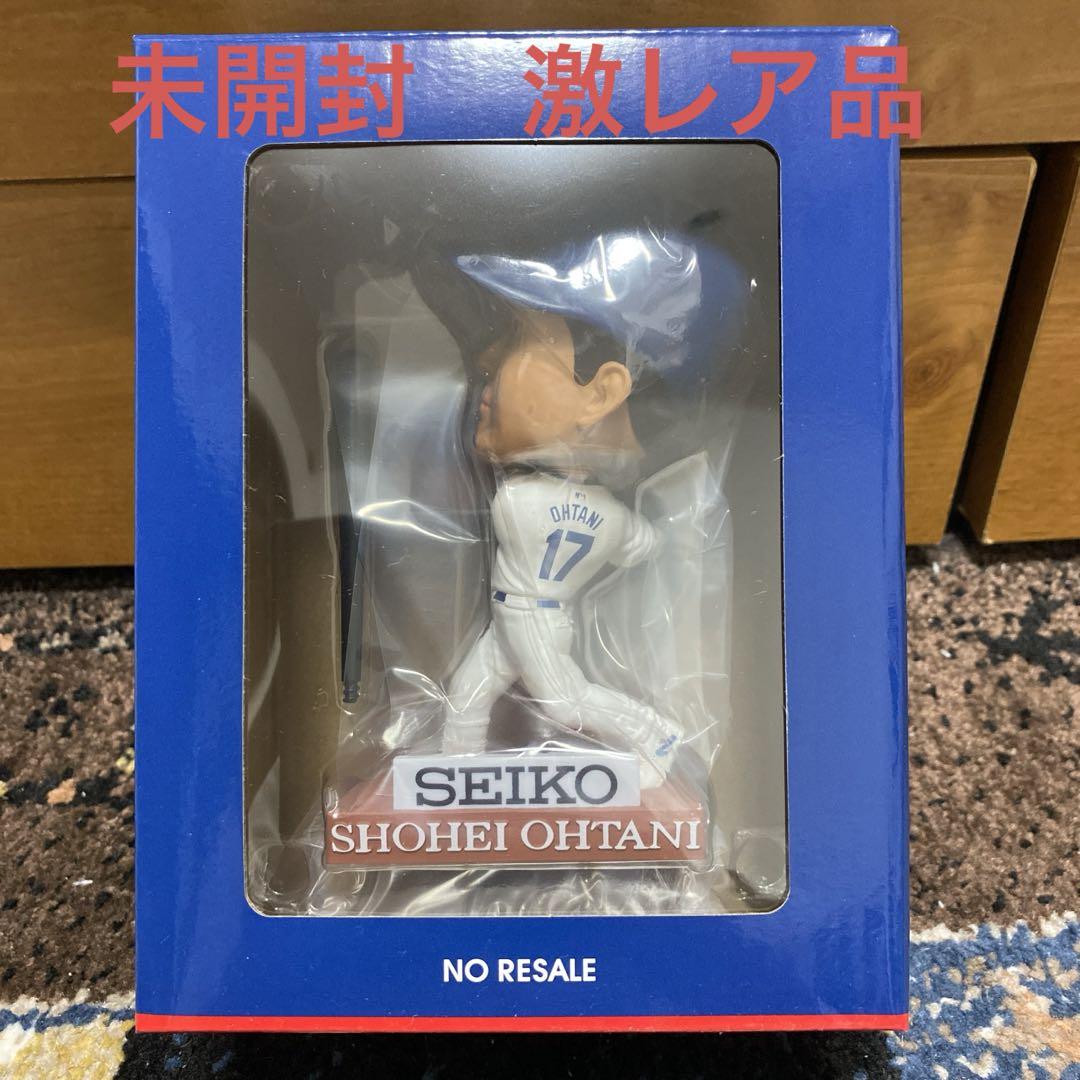 未開封　激レア品
OHTANI
17
SEIKO
SHOHEI OHTANI
NO RESALE